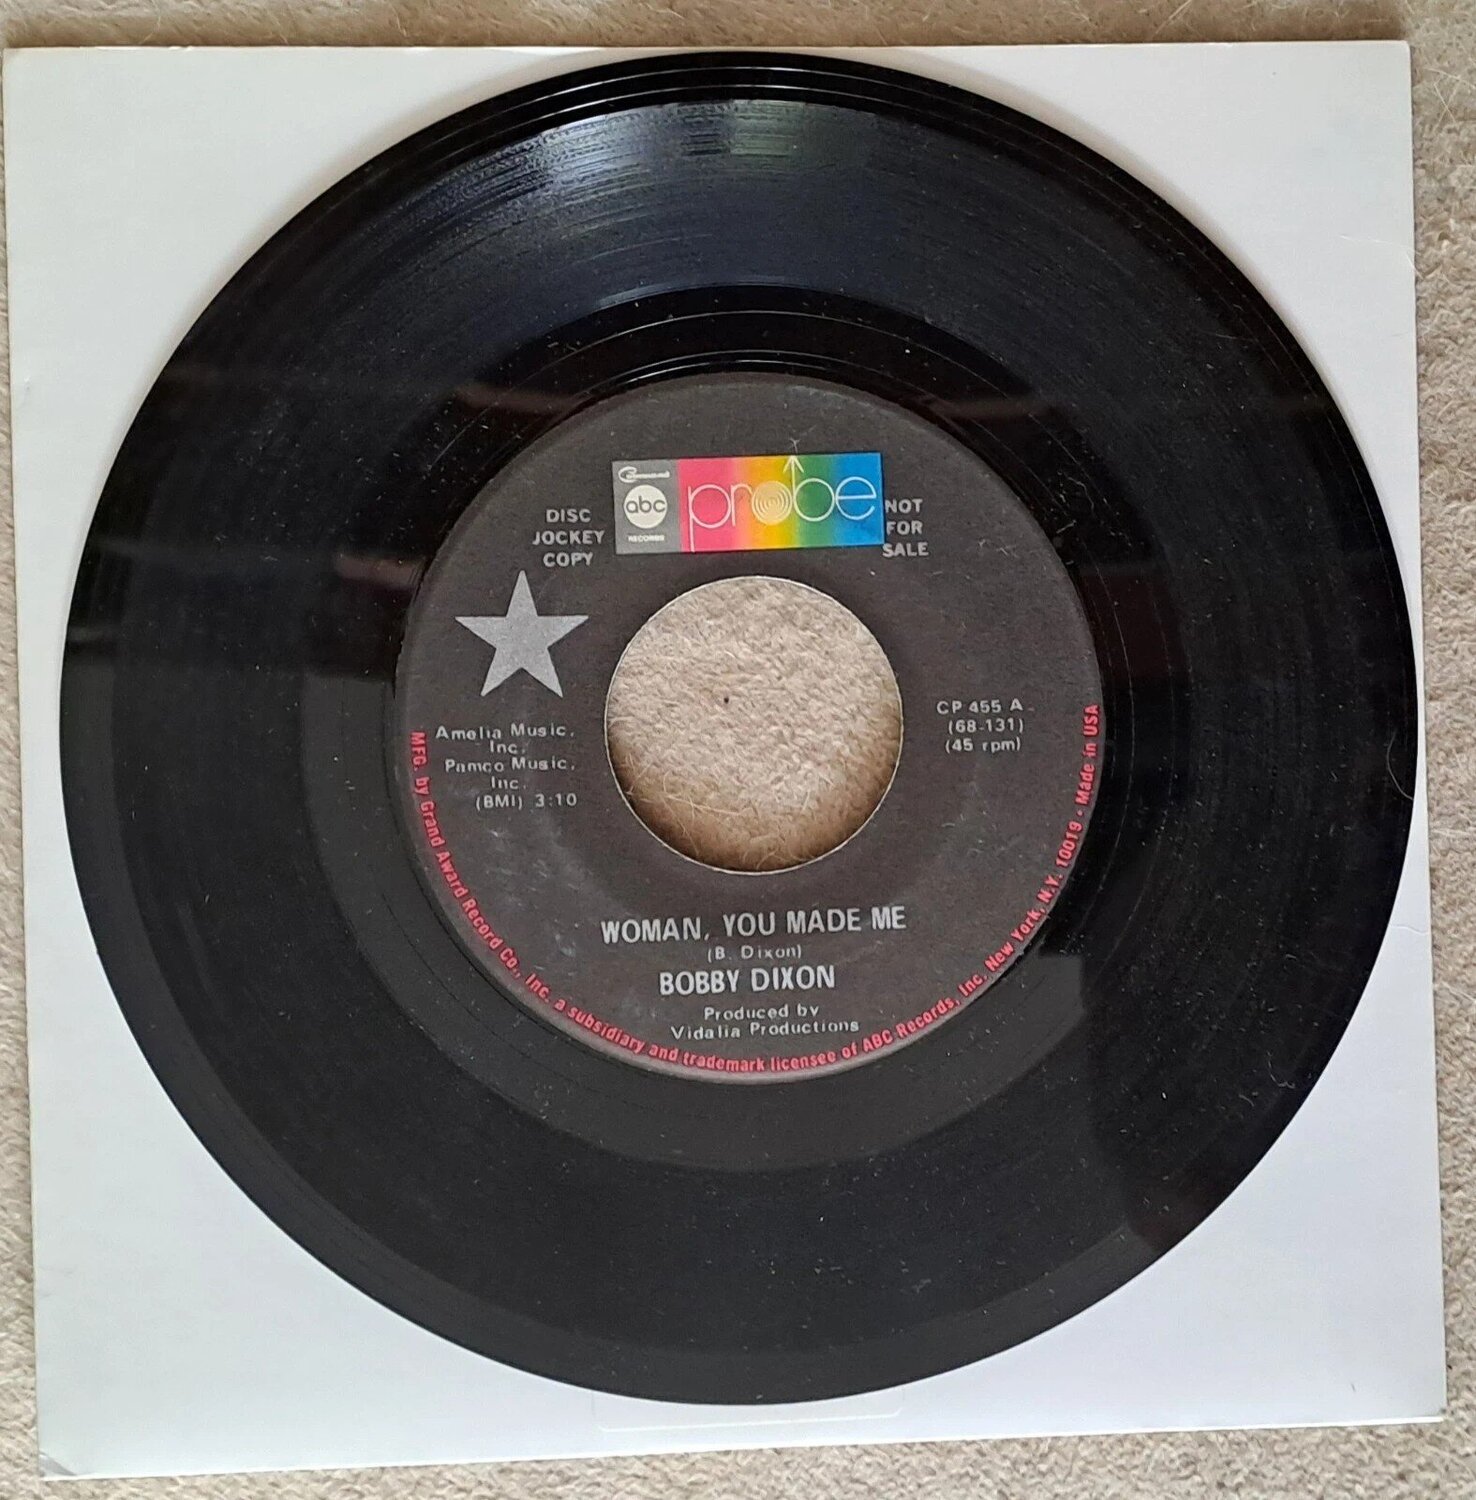 Command
abc
RECORDS
probe
DISC
JOCKEY
COPY
NOT
FOR
SALE
Amelia Music,
Inc.
Pamco Music,
Inc.
(BMI) 3:10
CP 455 A
(68-131)
(45 rpm)
WOMAN, YOU MADE ME
(B. Dixon)
BOBBY DIXON
Produced by
Vidalia Productions
MFG. by Grand Award Record Co., Inc. a subsidiary and trademark licensee of ABC Records, Inc. New York, N.Y. 10019 • Made in USA